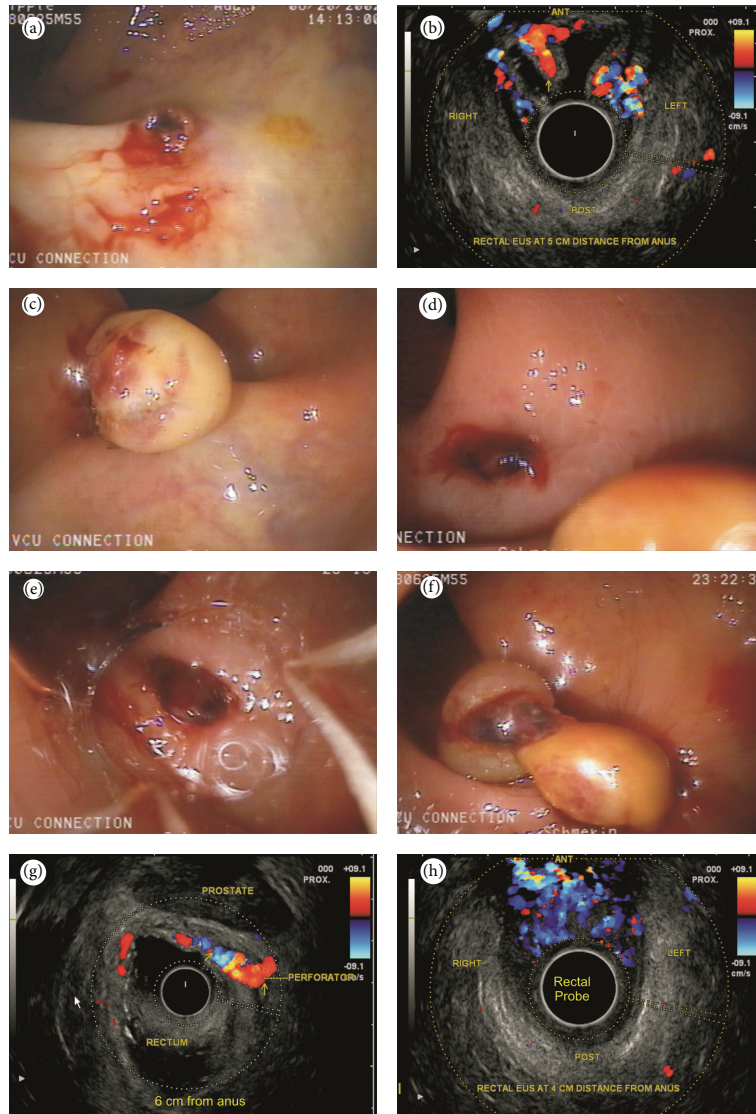 (a)
14:13:00
CU CONNECTION
(b)
ANT
000
PROX.
+09.1
-09.1
cm/s
RIGHT
LEFT
POST
RECTAL EUS AT 5 CM DISTANCE FROM ANUS
(c)
VCU CONNECTION
(d)
NECTION
(e)
CU CONNECTION
(f)
80625M55
23:22:3
CU CONNECTION
Schmerin
(g)
PROSTATE
000
PROX.
+09.1
-09.1
PERFORATOR
RECTUM
6 cm from anus
(h)
ANT
000
PROX.
+09.1
-09.1
cm/s
RIGHT
LEFT
Rectal
Probe
POST
RECTAL EUS AT 4 CM DISTANCE FROM ANUS